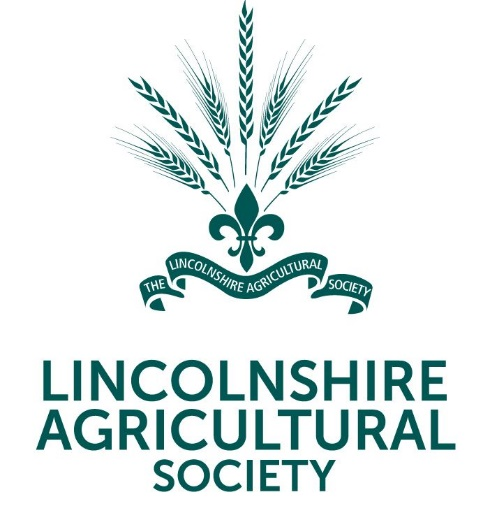 THE LINCOLNSHIRE AGRICULTURAL SOCIETY
LINCOLNSHIRE
AGRICULTURAL
SOCIETY